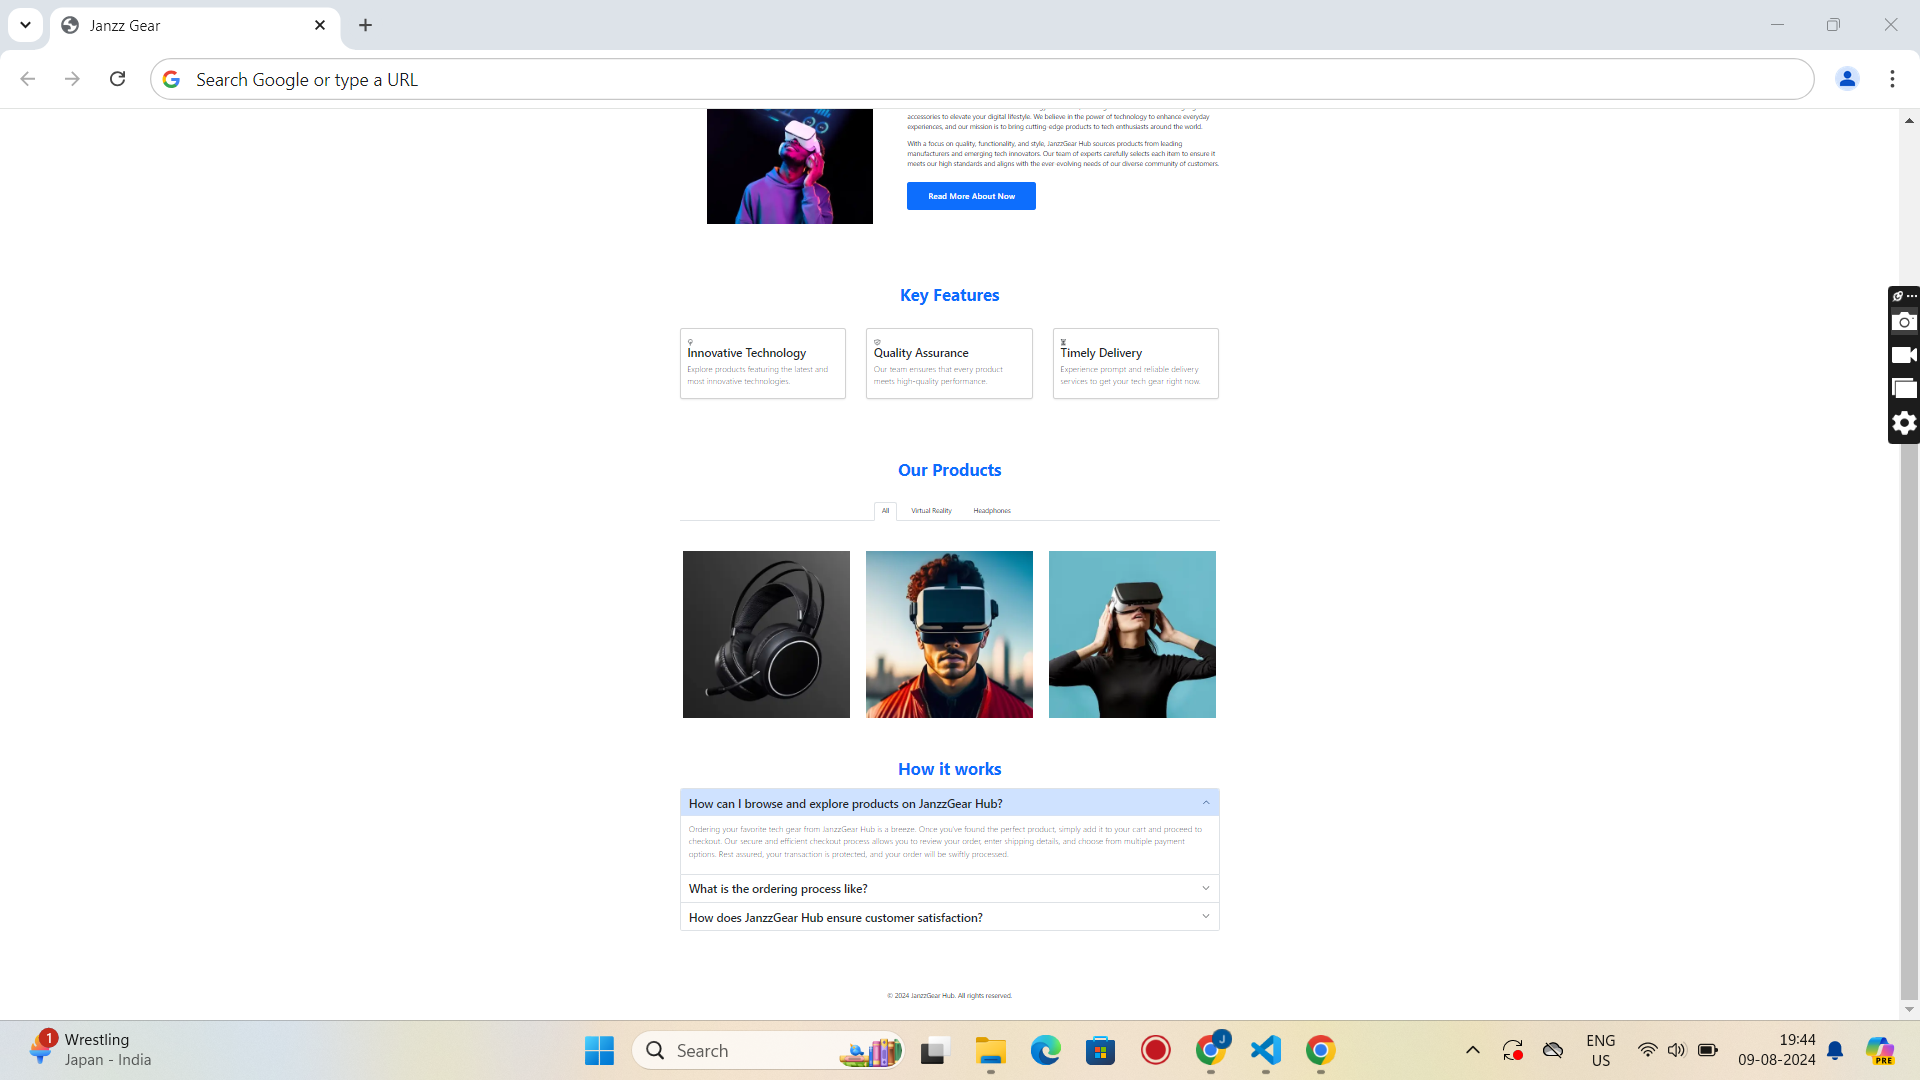 Janzz Gear
Search Google or type a URL
accessories to elevate your digital lifestyle. We believe in the power of technology to enhance everyday
experiences, and our mission is to bring cutting-edge products to tech enthusiasts around the world.
With a focus on quality, functionality, and style, JanzzGear Hub sources products from leading
manufacturers and emerging tech innovators. Our team of experts carefully selects each item to ensure it
meets our high standards and aligns with the ever-evolving needs of our diverse community of customers.
Read More About Now
Key Features
Innovative Technology
Explore products featuring the latest and
most innovative technologies.
Quality Assurance
Our team ensures that every product
meets high-quality performance.
Timely Delivery
Experience prompt and reliable delivery
services to get your tech gear right now.
Our Products
All
Virtual Reality
Headphones
How it works
How can I browse and explore products on JanzzGear Hub?
Ordering your favorite tech gear from JanzzGear Hub is a breeze. Once you've found the perfect product, simply add it to your cart and proceed to
checkout. Our secure and efficient checkout process allows you to review your order, enter shipping details, and choose from multiple payment
options. Rest assured, your transaction is protected, and your order will be swiftly processed.
What is the ordering process like?
How does JanzzGear Hub ensure customer satisfaction?
© 2024 JanzzGear Hub. All rights reserved.
1
Wrestling
Japan - India
Search
J
ENG
US
19:44
09-08-2024
PRE